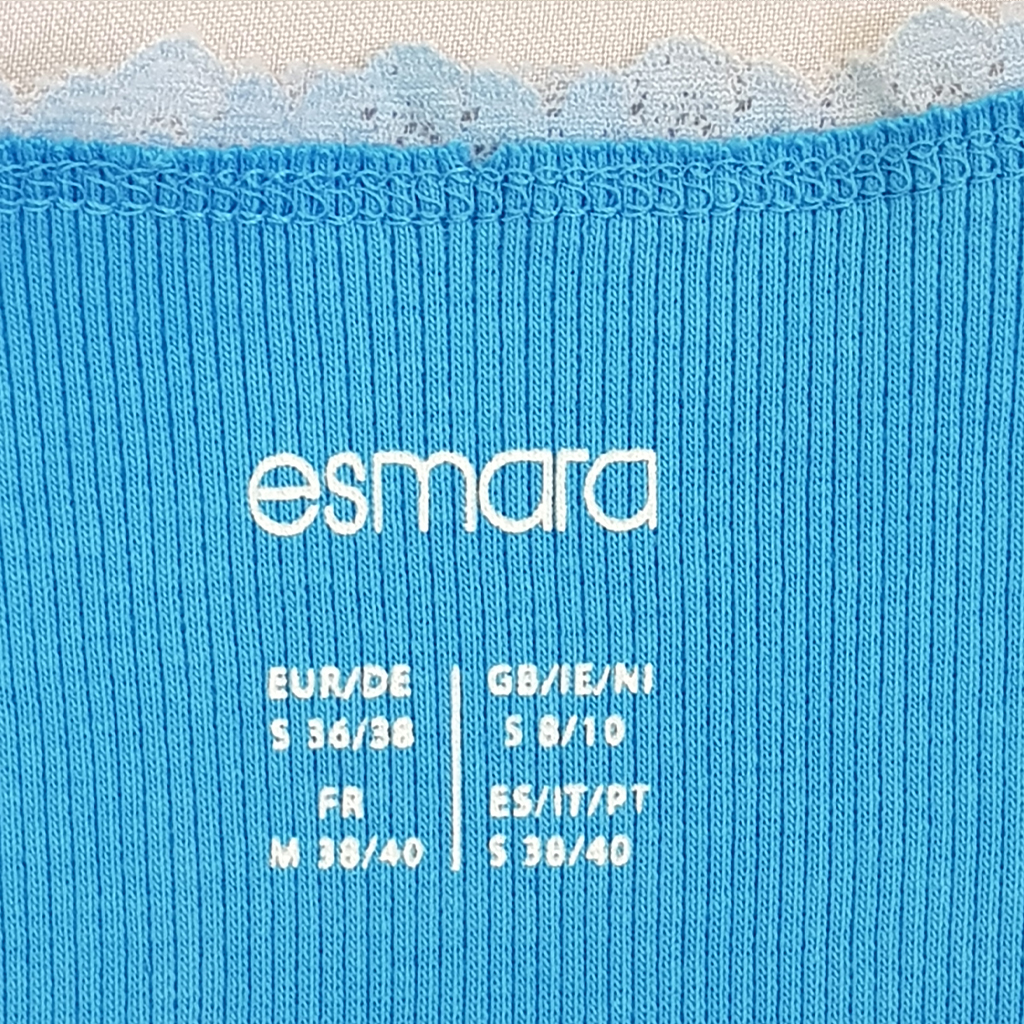 esmara
EUR/DE
S 36/38
FR
M 38/40
GB/IE/NI
S 8/10
ES/IT/PT
S 38/40